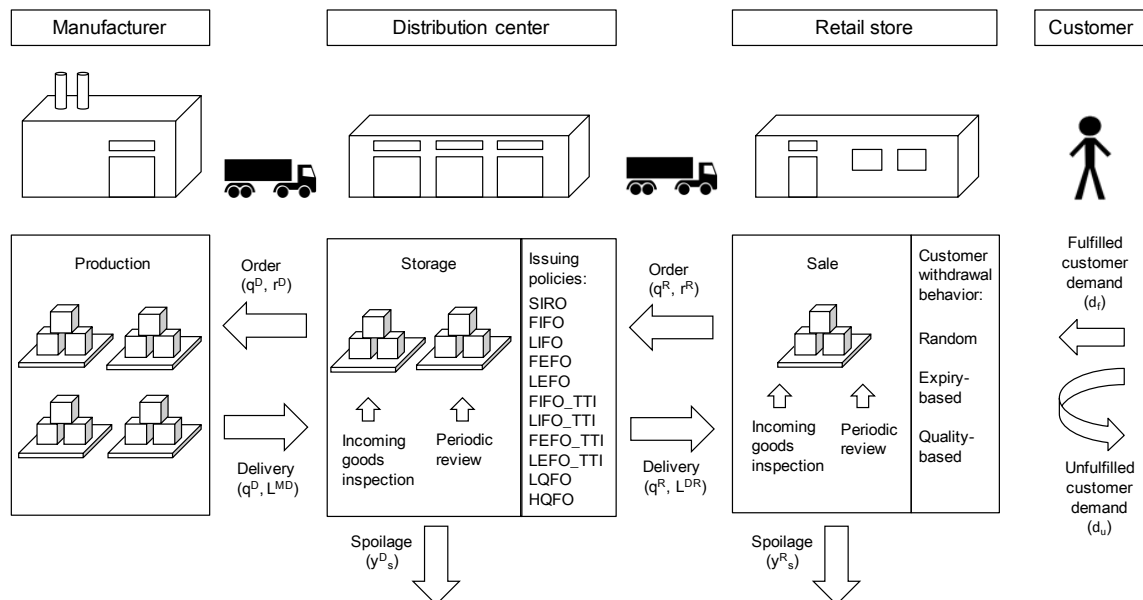 Manufacturer
Distribution center
Retail store
Customer
Production
Order
(q^D, r^D)
Delivery
(q^D, L^MD)
Storage
Incoming
goods
inspection
Periodic
review
Issuing
policies:
SIRO
FIFO
LIFO
FEFO
LEFO
FIFO_TTI
LIFO_TTI
FEFO_TTI
LEFO_TTI
LQFO
HQFO
Spoilage
(y^D_s)
Order
(q^R, r^R)
Delivery
(q^R, L^DR)
Sale
Incoming
goods
inspection
Periodic
review
Customer
withdrawal
behavior:
Random
Expiry-
based
Quality-
based
Spoilage
(y^R_s)
Fulfilled
customer
demand
(d_f)
Unfulfilled
customer
demand
(d_u)